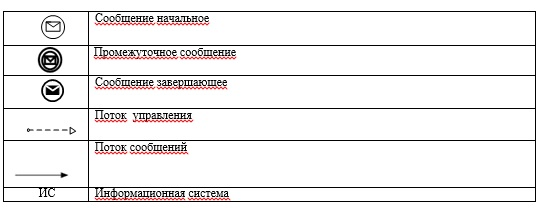 Сообщение начальное
Промежуточное сообщение
Сообщение завершающее
Поток управления
Поток сообщений
ИС Информационная система